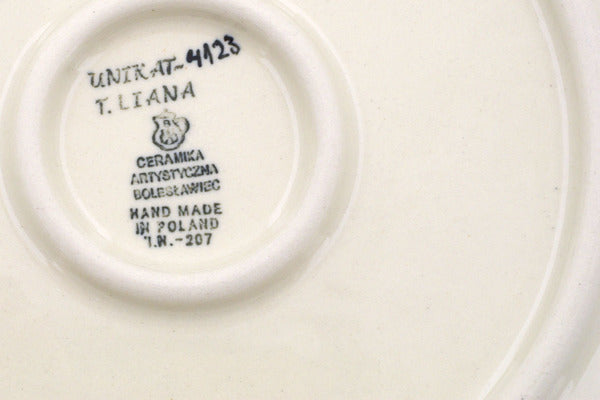 UNIKAT-4123
T. LIANA
CERAMIKA
ARTYSTYCZNA
BOLESŁAWIEC
HAND MADE
IN POLAND
I.N.-207